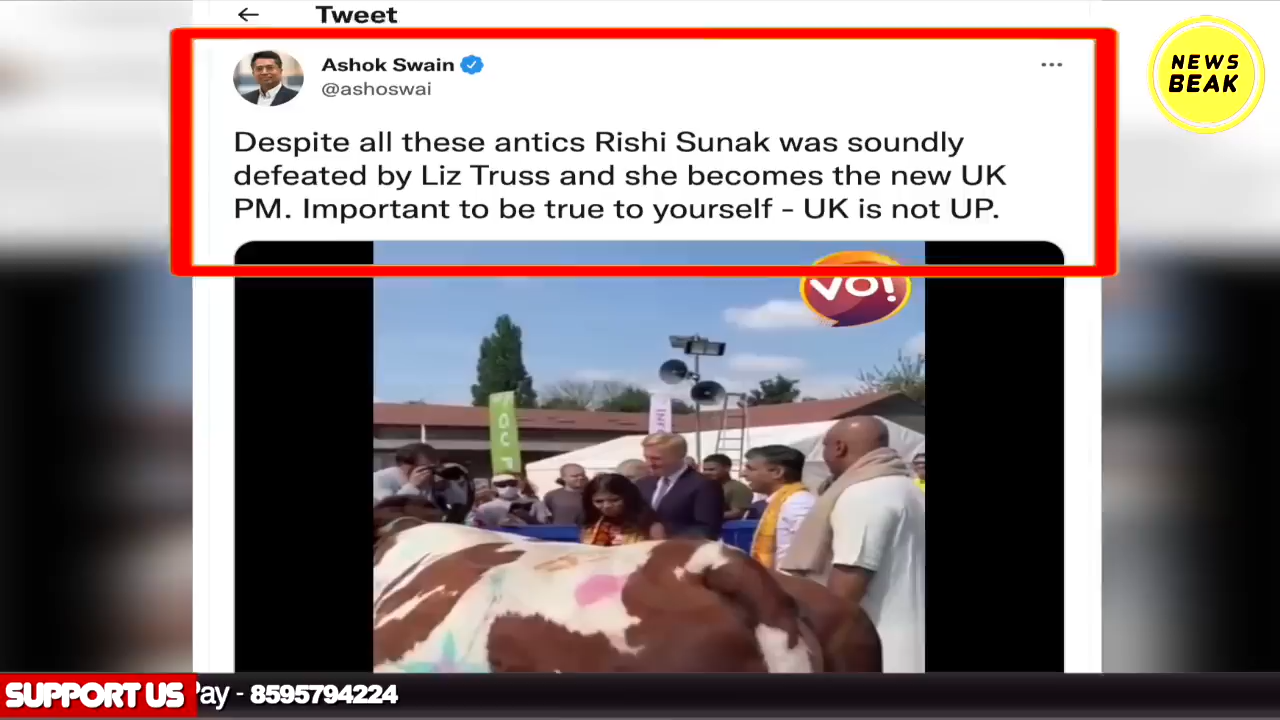 Tweet
Ashok Swain
@ashoswai
NEWS
BEAK
Despite all these antics Rishi Sunak was soundly
defeated by Liz Truss and she becomes the new UK
PM. Important to be true to yourself - UK is not UP.
VO!
SUPPORT US
Pay - 8595794224